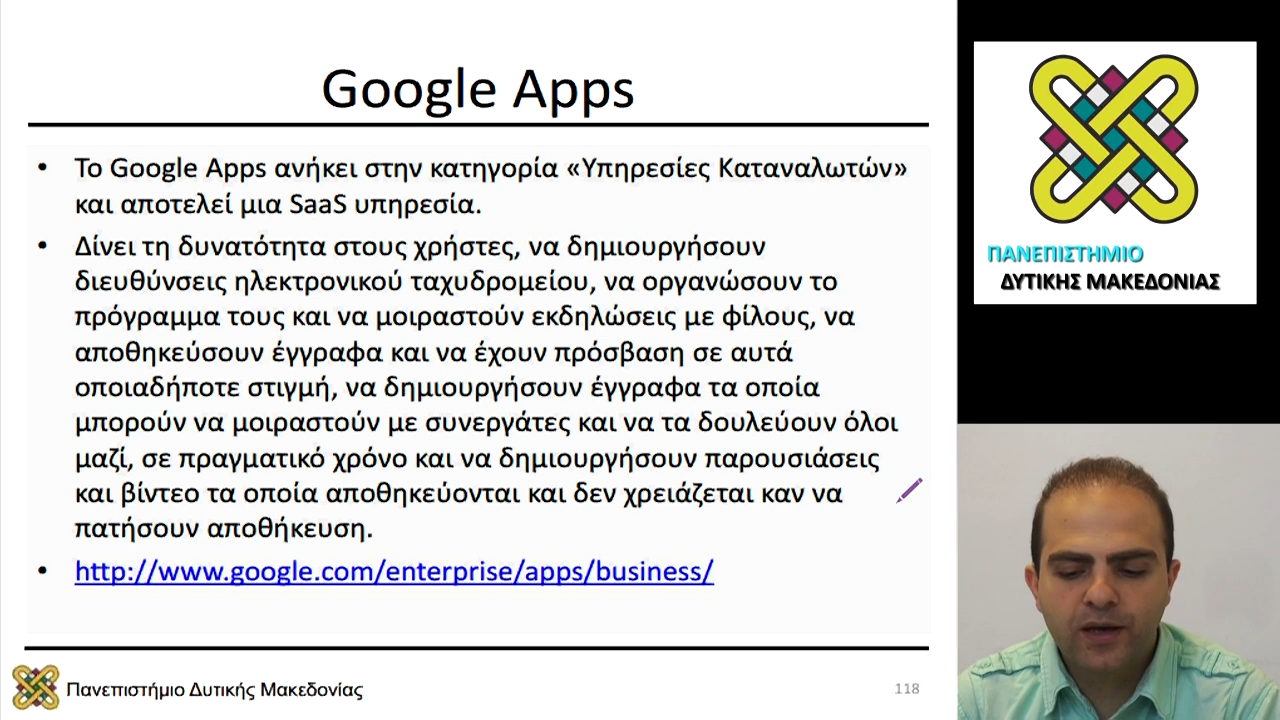 Google Apps
• Το Google Apps ανήκει στην κατηγορία «Υπηρεσίες Καταναλωτών»
και αποτελεί μια SaaS υπηρεσία.
• Δίνει τη δυνατότητα στους χρήστες, να δημιουργήσουν
διευθύνσεις ηλεκτρονικού ταχυδρομείου, να οργανώσουν το
πρόγραμμα τους και να μοιραστούν εκδηλώσεις με φίλους, να
αποθηκεύσουν έγγραφα και να έχουν πρόσβαση σε αυτά
οποιαδήποτε στιγμή, να δημιουργήσουν έγγραφα τα οποία
μπορούν να μοιραστούν με συνεργάτες και να τα δουλεύουν όλοι
μαζί, σε πραγματικό χρόνο και να δημιουργήσουν παρουσιάσεις
και βίντεο τα οποία αποθηκεύονται και δεν χρειάζεται καν να
πατήσουν αποθήκευση.
• http://www.google.com/enterprise/apps/business/
Πανεπιστήμιο Δυτικής Μακεδονίας
118
ΠΑΝΕΠΙΣΤΗΜΙΟ
ΔΥΤΙΚΗΣ ΜΑΚΕΔΟΝΙΑΣ